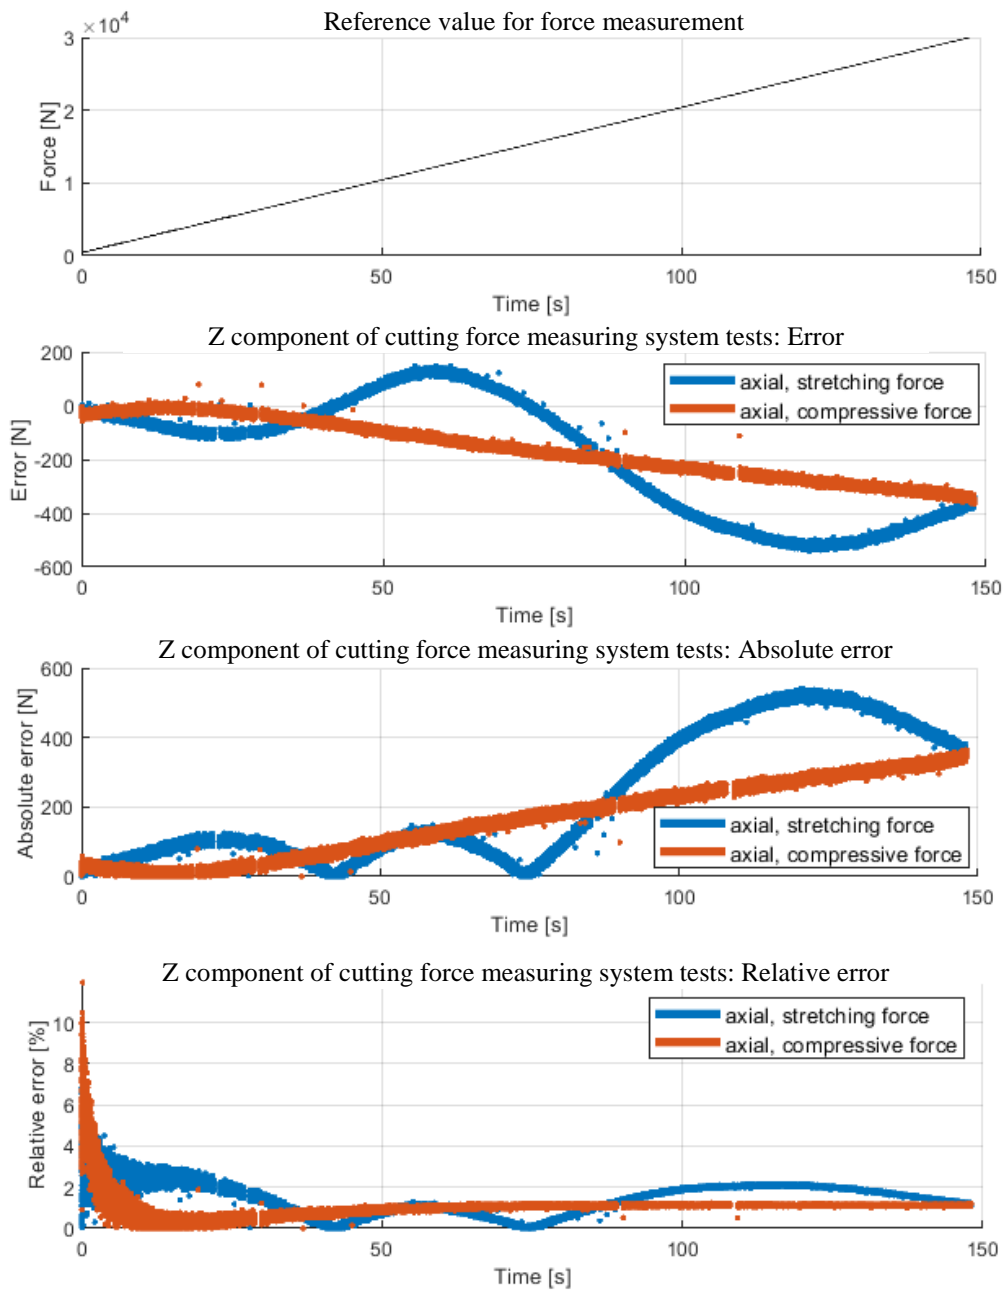 Reference value for force measurement
×10⁴
3
2
1
0
Force [N]
0 50 100 150
Time [s]
Z component of cutting force measuring system tests: Error
200
0
-200
-400
-600
Error [N]
axial, stretching force
axial, compressive force
0 50 100 150
Time [s]
Z component of cutting force measuring system tests: Absolute error
600
400
200
0
Absolute error [N]
axial, stretching force
axial, compressive force
0 50 100 150
Time [s]
Z component of cutting force measuring system tests: Relative error
10
8
6
4
2
0
Relative error [%]
axial, stretching force
axial, compressive force
0 50 100 150
Time [s]